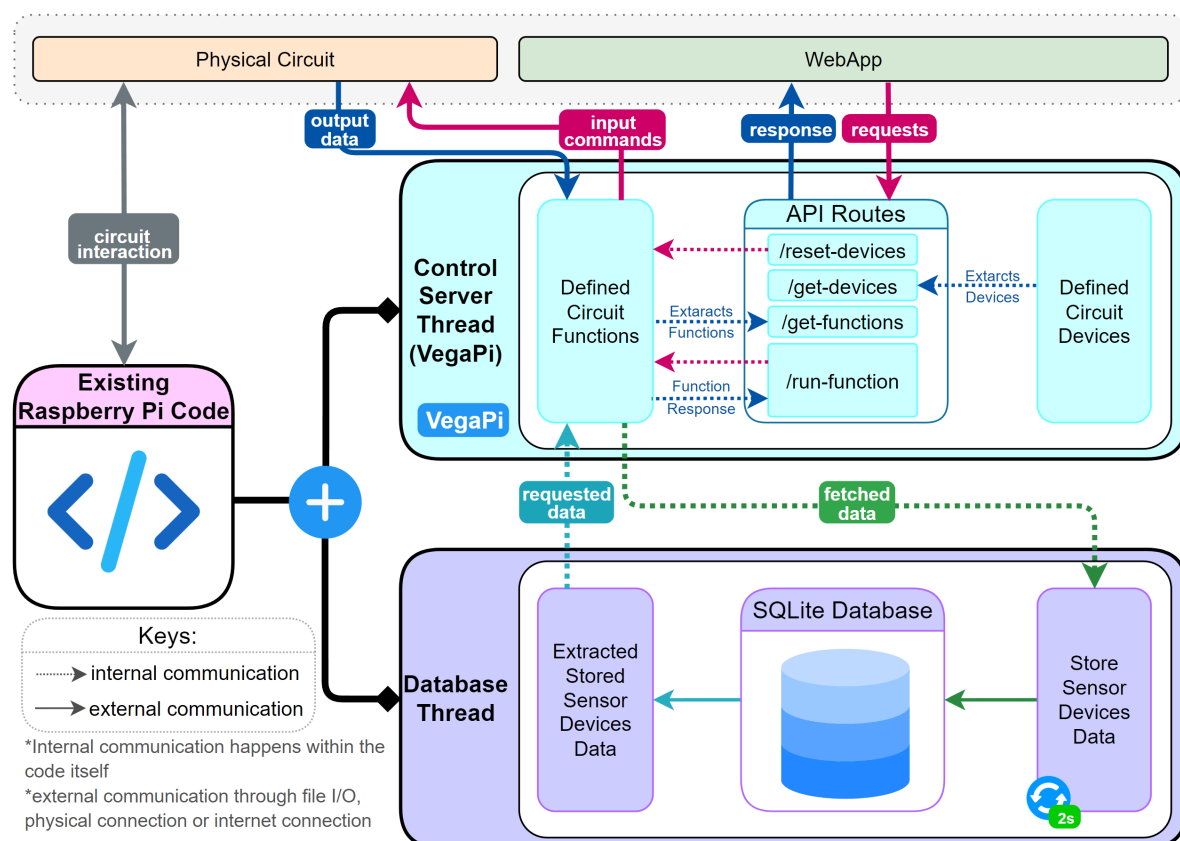 Physical Circuit
WebApp
output
data
input
commands
response
requests
circuit
interaction
Control
Server
Thread
(VegaPi)
VegaPi
Defined
Circuit
Functions
API Routes
/reset-devices
/get-devices
/get-functions
/run-function
Extaracts
Functions
Function
Response
Extarcts
Devices
Defined
Circuit
Devices
Existing
Raspberry Pi Code
requested
data
fetched
data
Database
Thread
Extracted
Stored
Sensor
Devices
Data
SQLite Database
Store
Sensor
Devices
Data
2s
Keys:
internal communication
external communication
*Internal communication happens within the
code itself
*external communication through file I/O,
physical connection or internet connection